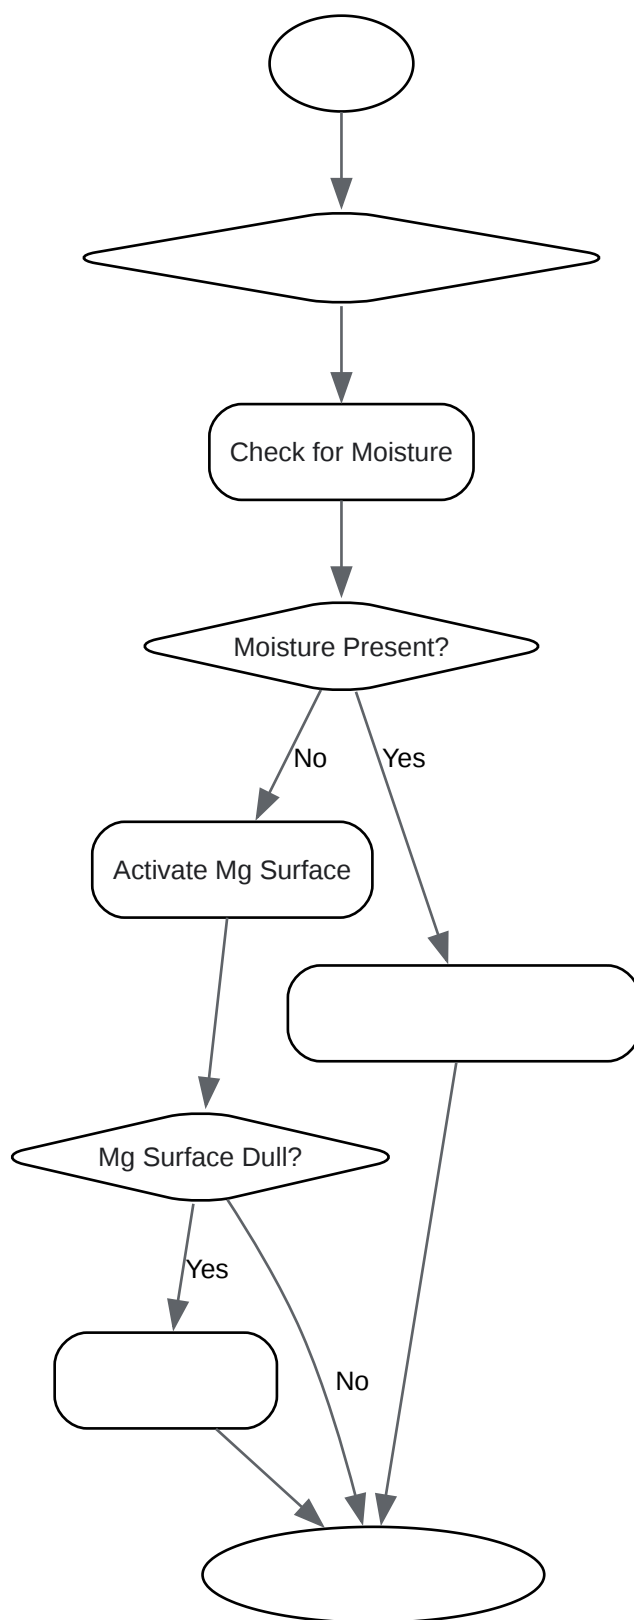 Check for Moisture
Moisture Present?
No
Yes
Activate Mg Surface
Mg Surface Dull?
Yes
No